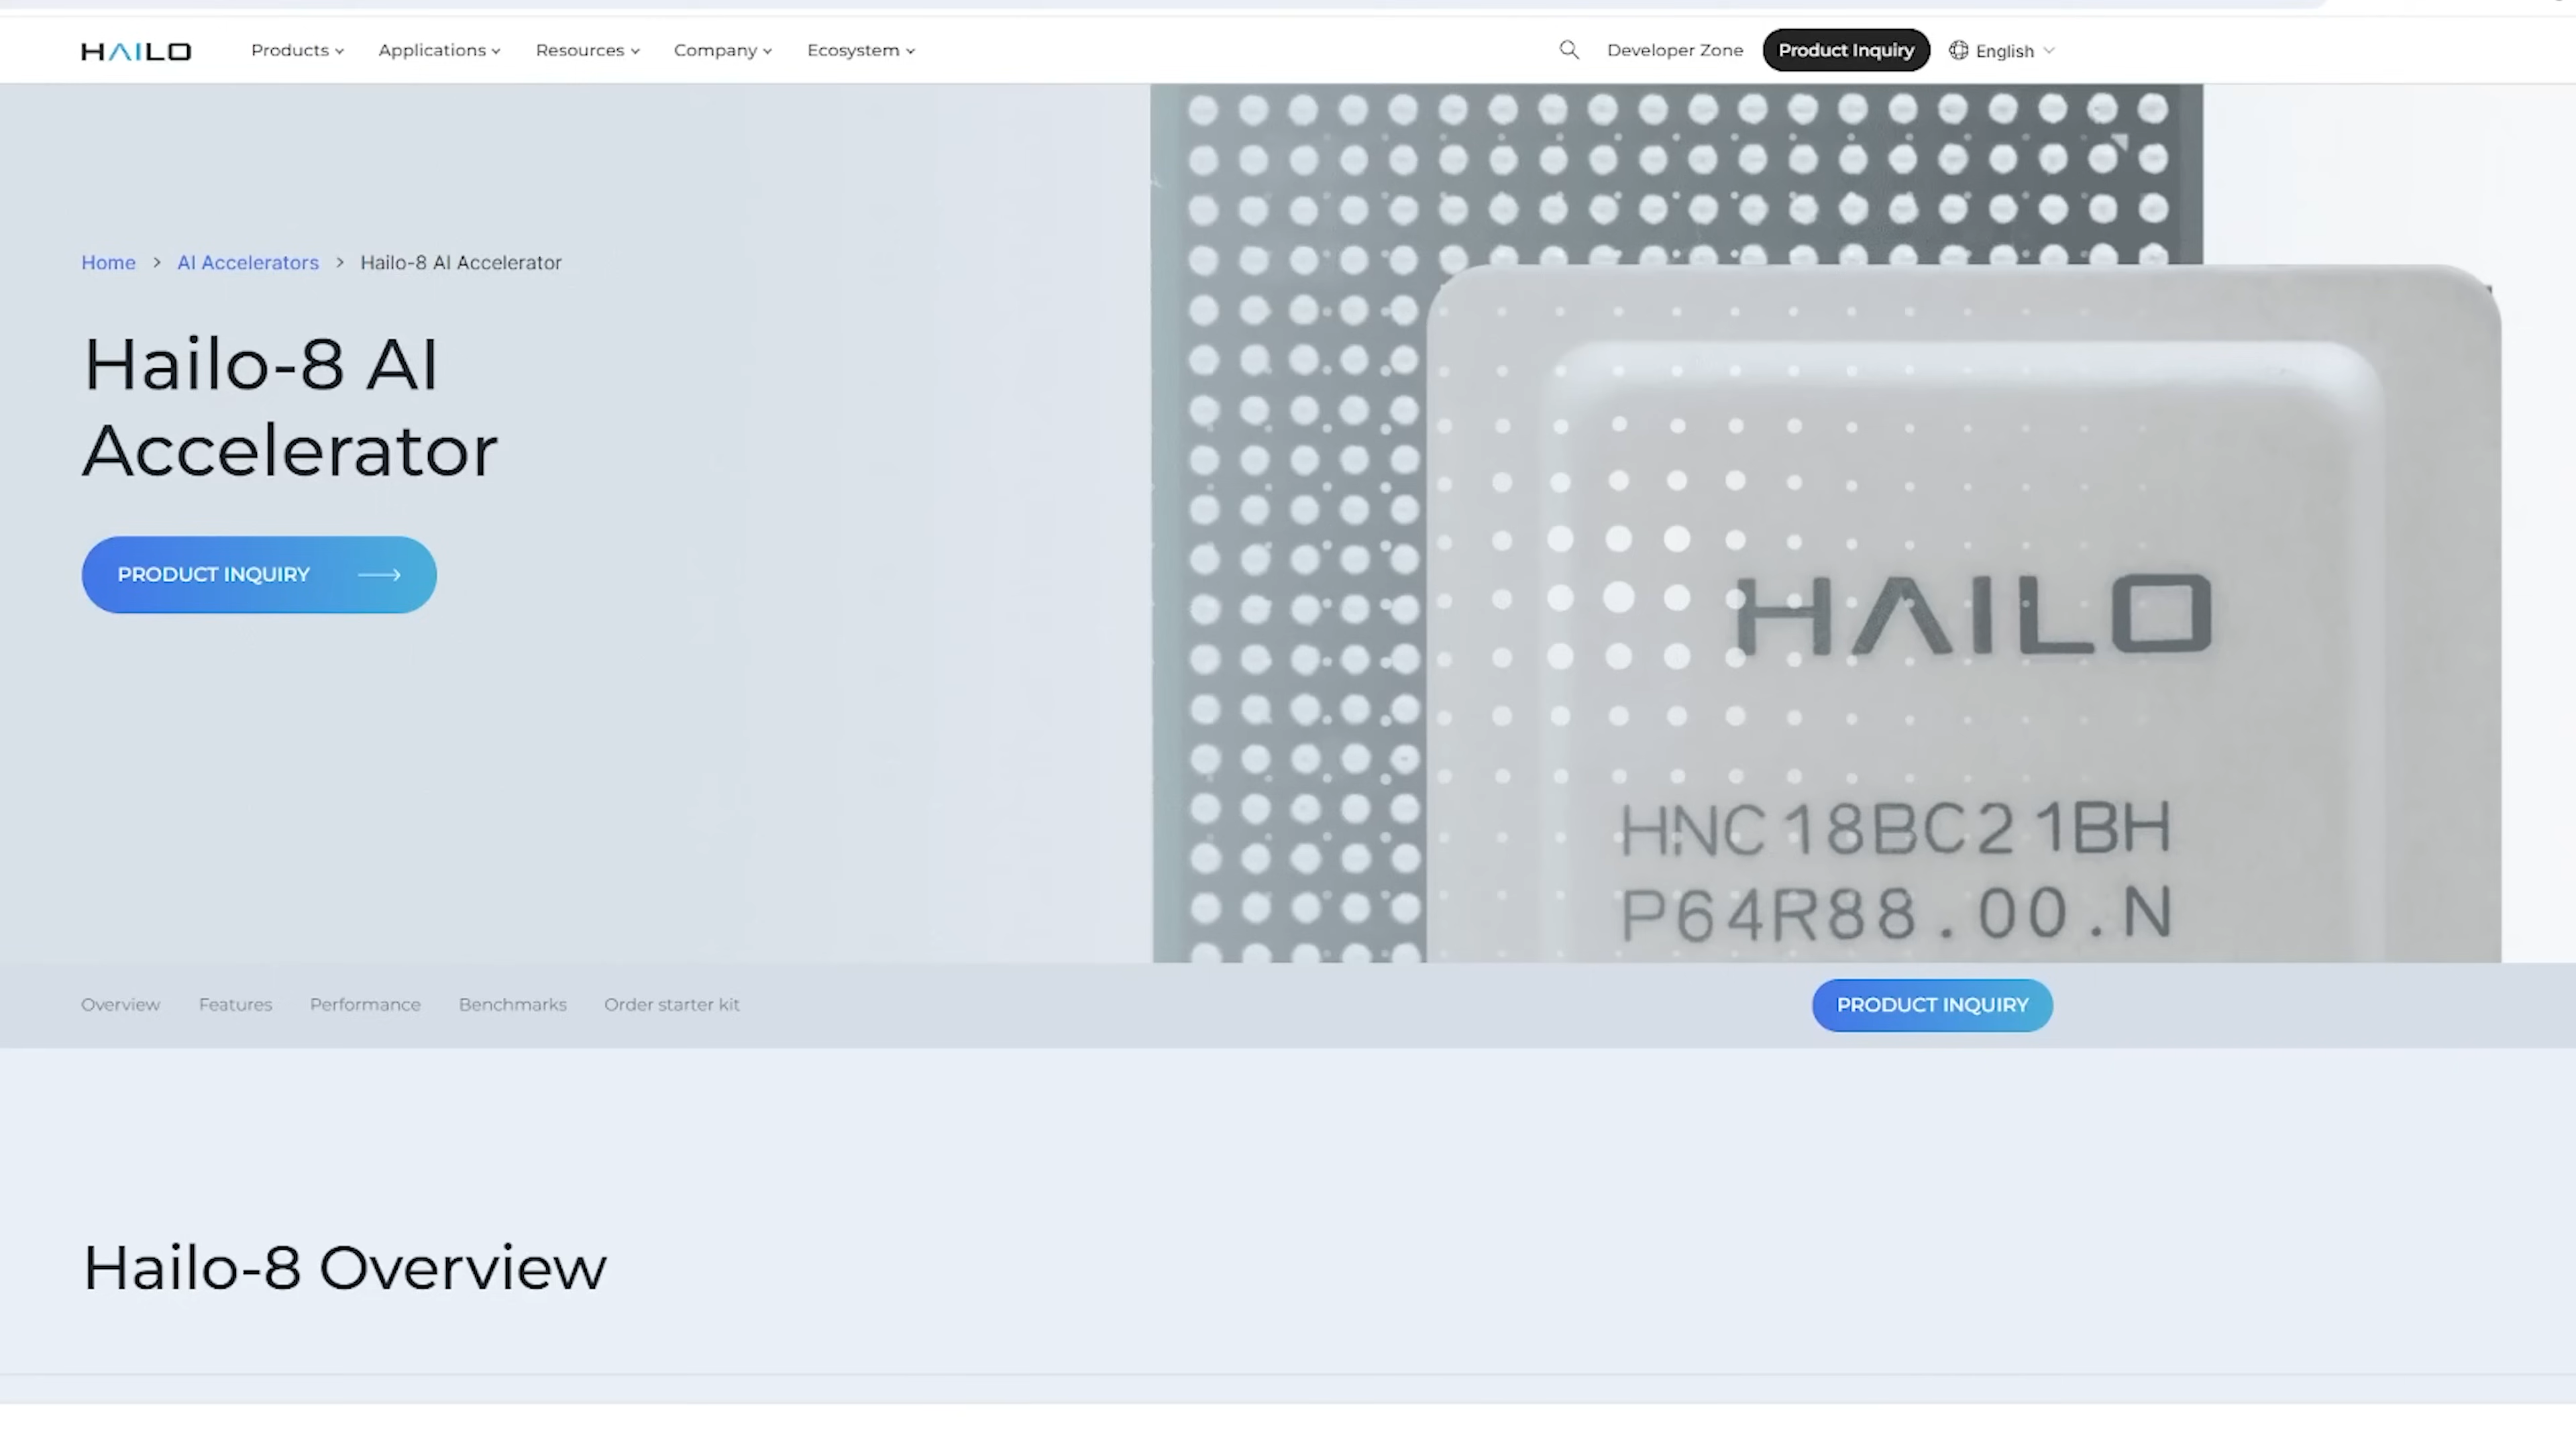 HAILO
Products
Applications
Resources
Company
Ecosystem
Developer Zone
Product Inquiry
English
Home > AI Accelerators > Hailo-8 AI Accelerator
Hailo-8 AI
Accelerator
PRODUCT INQUIRY
HAILO
HNC18BC21BH
P64R88.00.N
Overview
Features
Performance
Benchmarks
Order starter kit
PRODUCT INQUIRY
Hailo-8 Overview